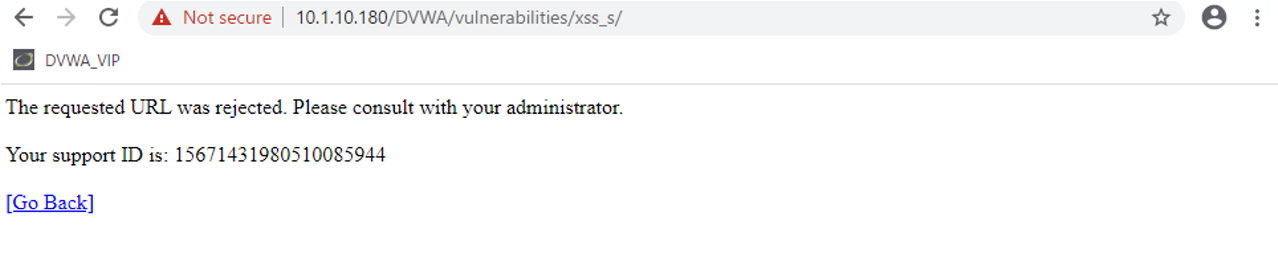 Not secure | 10.1.10.180/DVWA/vulnerabilities/xss_s/
DVWA_VIP
The requested URL was rejected. Please consult with your administrator.
Your support ID is: 15671431980510085944
[Go Back]